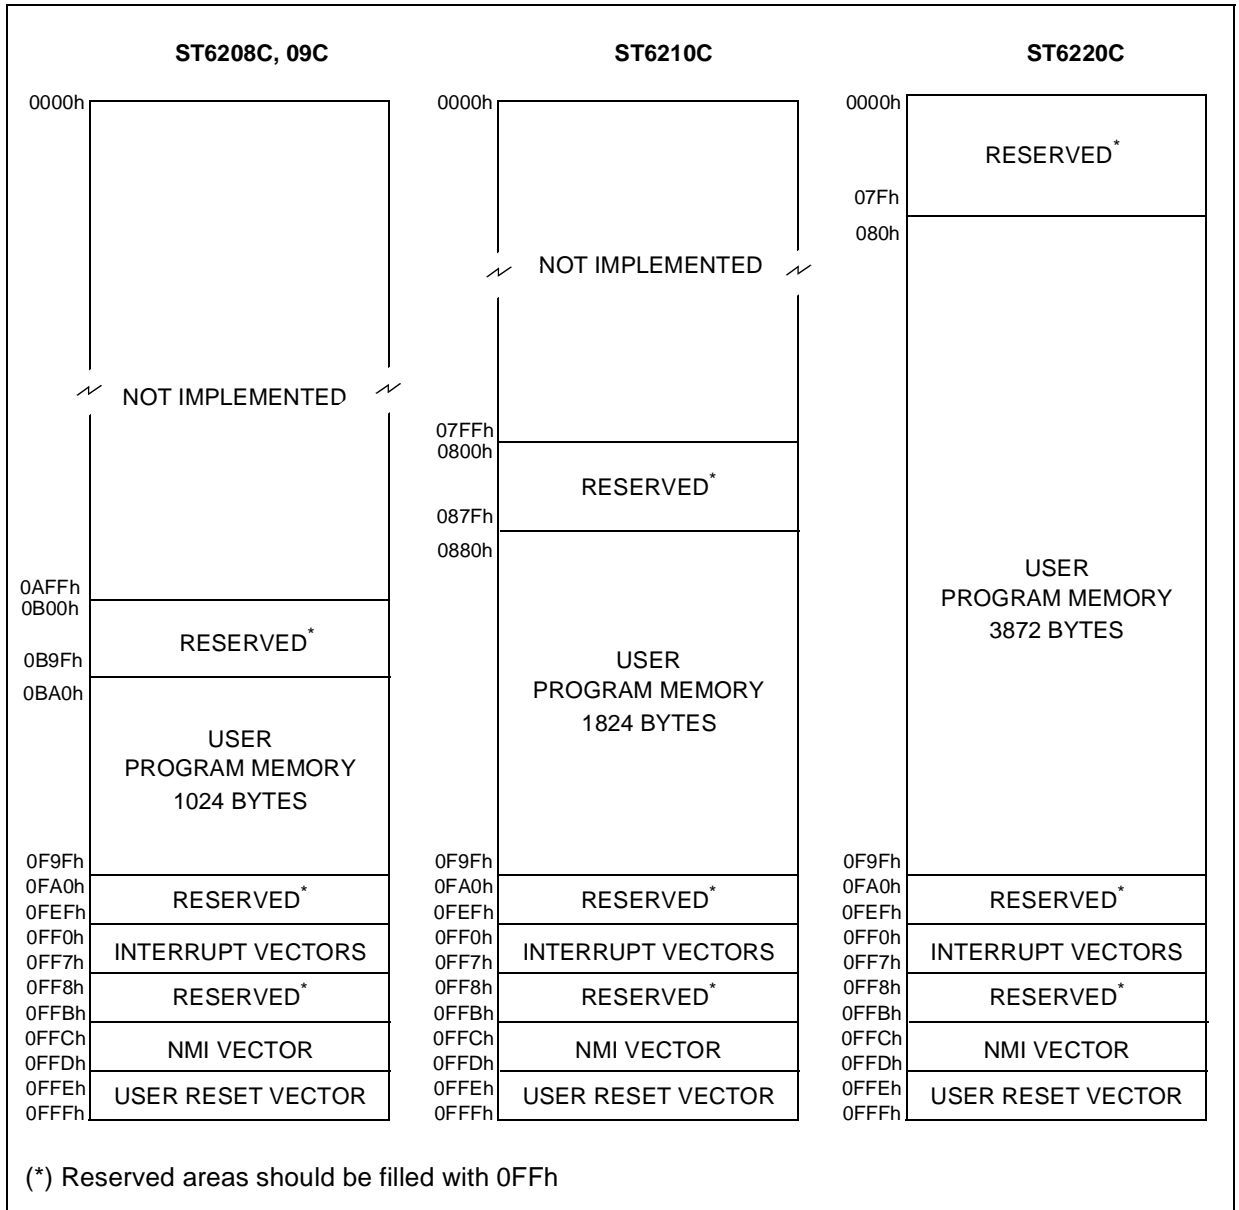 ST6208C, 09C
0000h
NOT IMPLEMENTED
0AFFh
0B00h
RESERVED*
0B9Fh
0BA0h
USER
PROGRAM MEMORY
1024 BYTES
0F9Fh
0FA0h
RESERVED*
0FEFh
0FF0h
INTERRUPT VECTORS
0FF7h
0FF8h
RESERVED*
0FFBh
0FFCh
NMI VECTOR
0FFDh
0FFEh
USER RESET VECTOR
0FFFh
ST6210C
0000h
NOT IMPLEMENTED
07FFh
0800h
RESERVED*
087Fh
0880h
USER
PROGRAM MEMORY
1824 BYTES
0F9Fh
0FA0h
RESERVED*
0FEFh
0FF0h
INTERRUPT VECTORS
0FF7h
0FF8h
RESERVED*
0FFBh
0FFCh
NMI VECTOR
0FFDh
0FFEh
USER RESET VECTOR
0FFFh
ST6220C
0000h
RESERVED*
07Fh
080h
USER
PROGRAM MEMORY
3872 BYTES
0F9Fh
0FA0h
RESERVED*
0FEFh
0FF0h
INTERRUPT VECTORS
0FF7h
0FF8h
RESERVED*
0FFBh
0FFCh
NMI VECTOR
0FFDh
0FFEh
USER RESET VECTOR
0FFFh
(*) Reserved areas should be filled with 0FFh